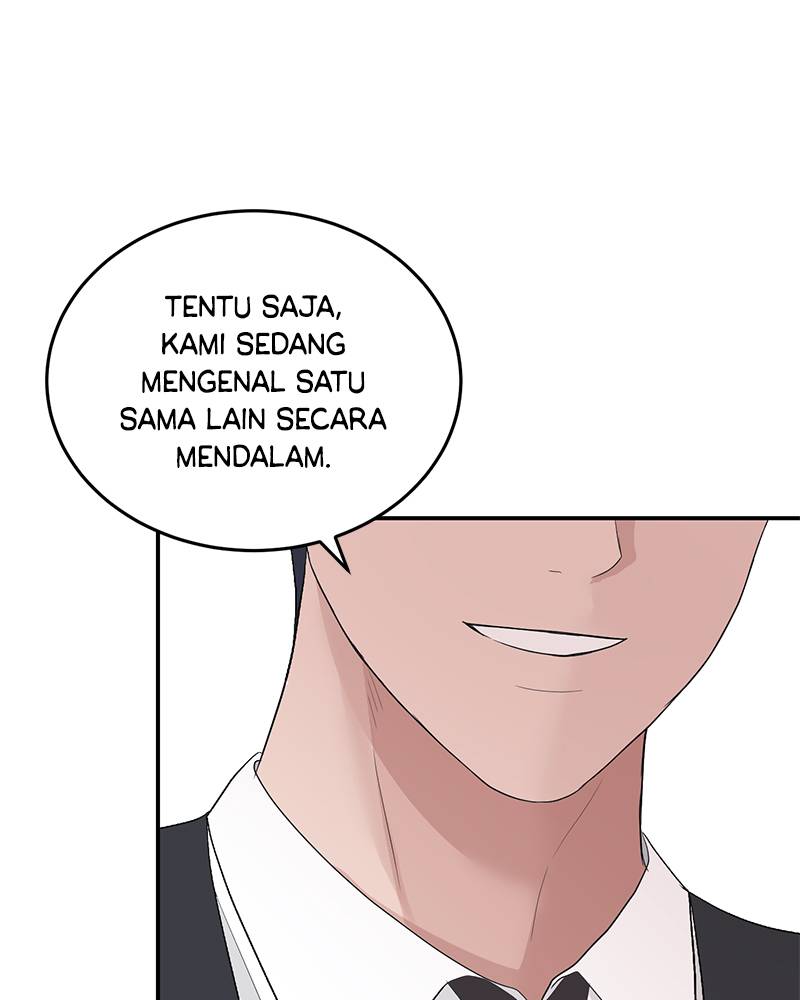 TENTU SAJA,
KAMI SEDANG
MENGENAL SATU
SAMA LAIN SECARA
MENDALAM.